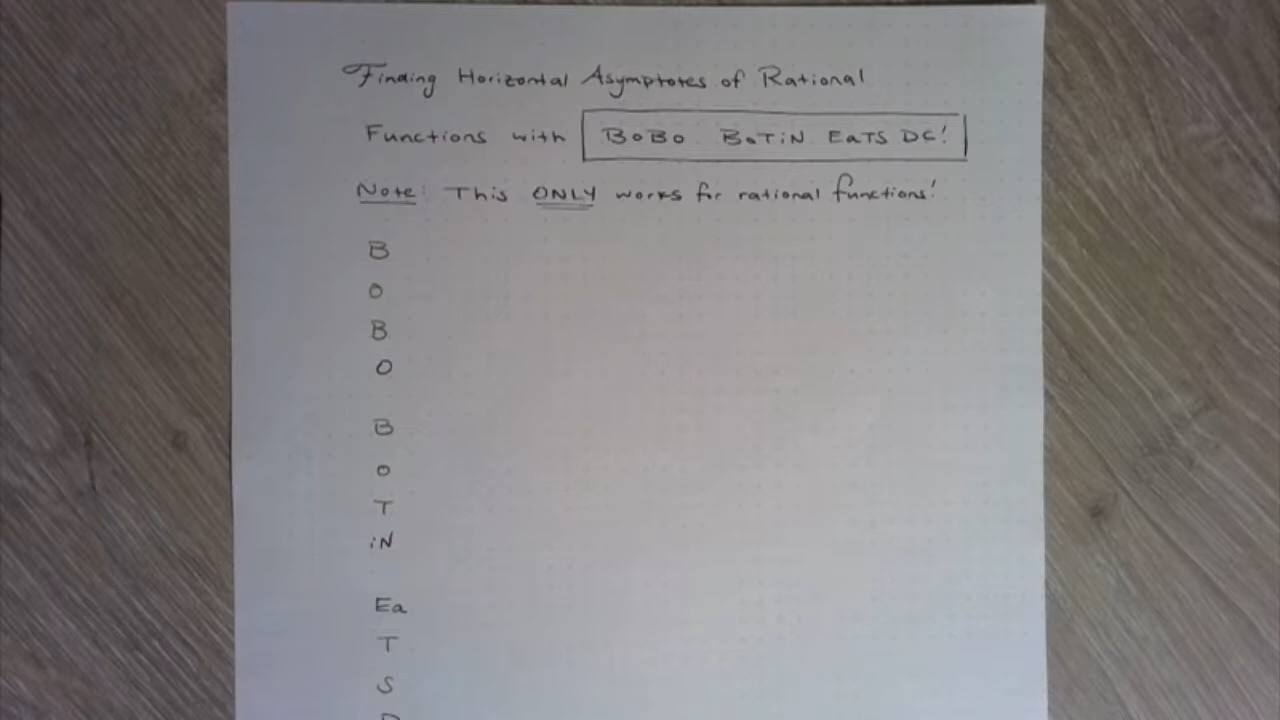 Finding Horizontal Asymptotes of Rational
Functions with BoBo BoTiN EaTS DC!
Note: This ONLY works for rational functions!
B
O
B
O
B
O
T
iN
Ea
T
S
D